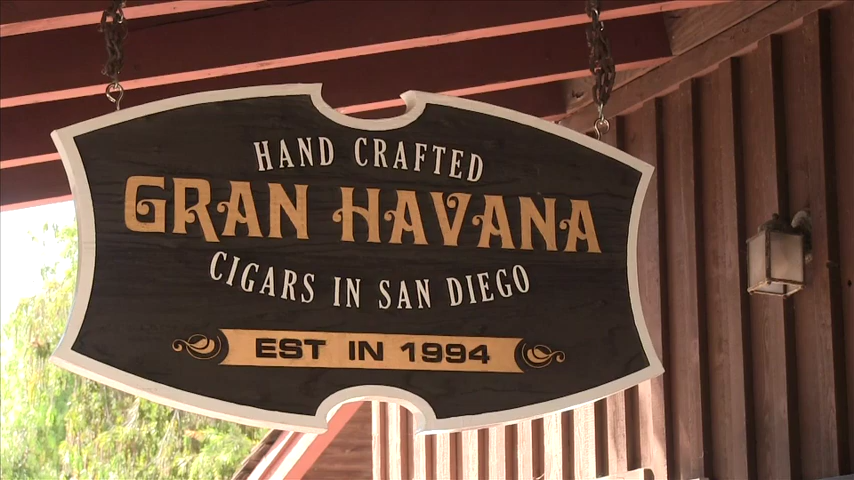 HAND CRAFTED
GRAN HAVANA
CIGARS IN SAN DIEGO
EST IN 1994